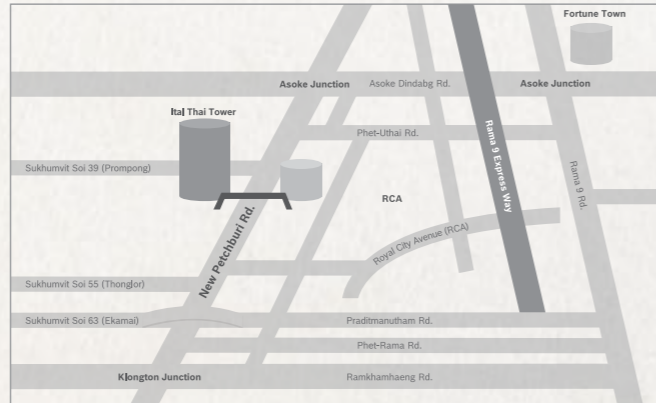 Fortune Town
Asoke Junction
Asoke Dindabg Rd.
Asoke Junction
Ital Thai Tower
Phet-Uthai Rd.
Rama 9 Express Way
Sukhumvit Soi 39 (Prompong)
Rama 9 Rd.
RCA
New Petchburi Rd.
Royal City Avenue (RCA)
Sukhumvit Soi 55 (Thonglor)
Sukhumvit Soi 63 (Ekamai)
Praditmanutham Rd.
Phet-Rama Rd.
Klongton Junction
Ramkhamhaeng Rd.